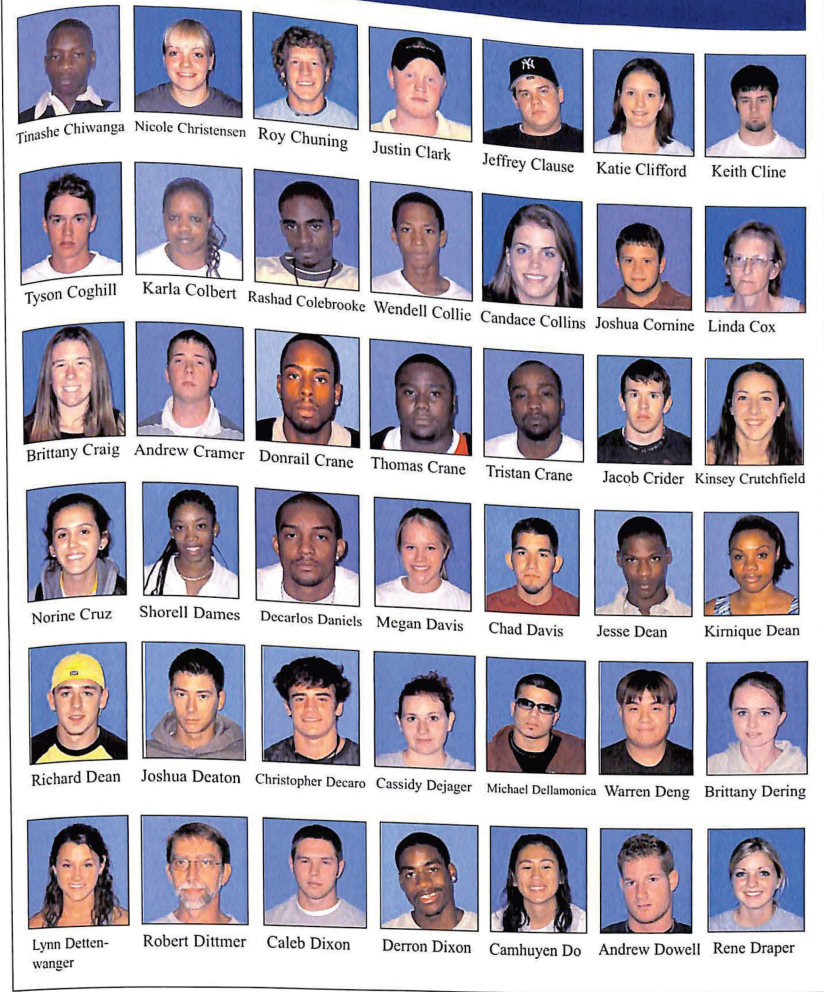 Tinashe Chiwanga
Nicole Christensen
Roy Chuning
Justin Clark
Jeffrey Clause
Katie Clifford
Keith Cline
Tyson Coghill
Karla Colbert
Rashad Colebrooke
Wendell Collie
Candace Collins
Joshua Cornine
Linda Cox
Brittany Craig
Andrew Cramer
Donrail Crane
Thomas Crane
Tristan Crane
Jacob Crider
Kinsey Crutchfield
Norine Cruz
Shorell Dames
Decarlos Daniels
Megan Davis
Chad Davis
Jesse Dean
Kirnique Dean
Richard Dean
Joshua Deaton
Christopher Decaro
Cassidy Dejager
Michael Dellamonica
Warren Deng
Brittany Dering
Lynn Detten-
wanger
Robert Dittmer
Caleb Dixon
Derron Dixon
Camhuyen Do
Andrew Dowell
Rene Draper